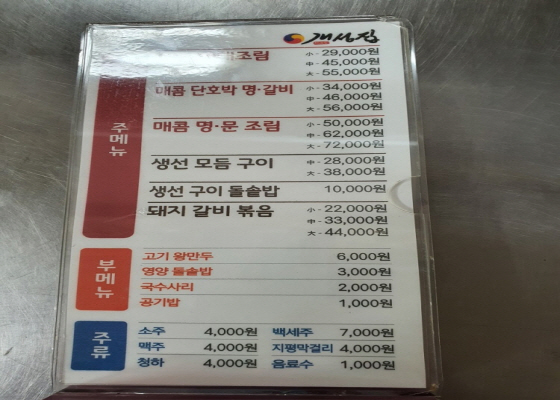 개성집
조림 小 - 29,000원
中 - 45,000원
大 - 55,000원
매콤 단호박 명·갈비 小 - 34,000원
中 - 46,000원
大 - 56,000원
매콤 명·문 조림 小 - 50,000원
中 - 62,000원
大 - 72,000원
생선 모듬 구이 中 - 28,000원
大 - 38,000원
생선 구이 돌솥밥 10,000원
돼지 갈비 볶음 小 - 22,000원
中 - 33,000원
大 - 44,000원
주메뉴
부메뉴
고기 왕만두 6,000원
영양 돌솥밥 3,000원
국수사리 2,000원
공기밥 1,000원
주류
소주 4,000원 백세주 7,000원
맥주 4,000원 지평막걸리 4,000원
청하 4,000원 음료수 1,000원